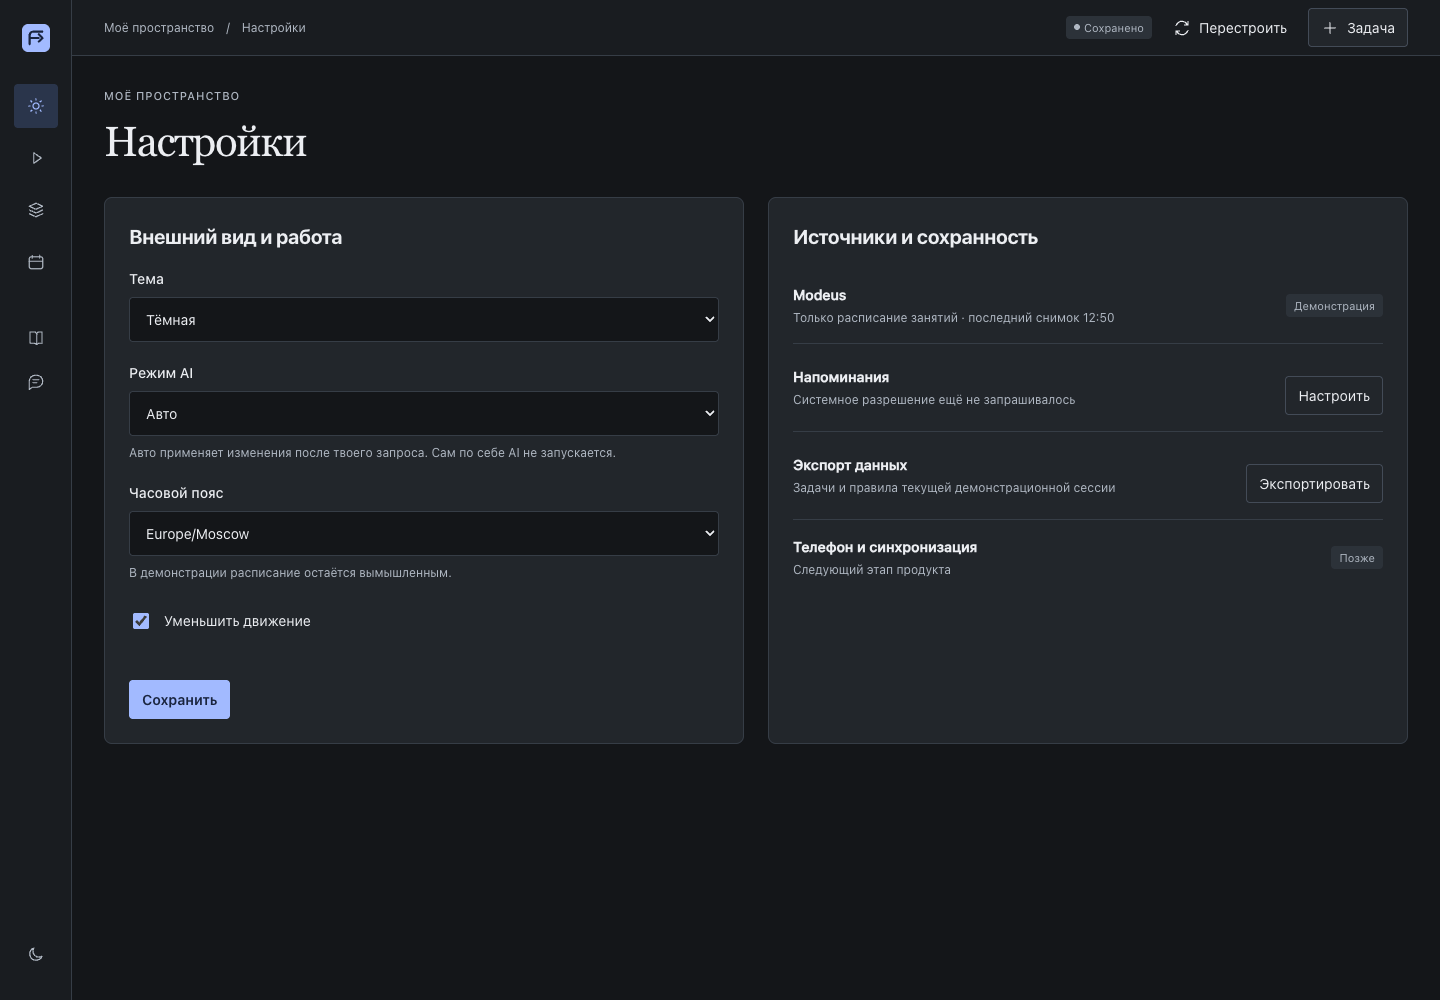 Моё пространство / Настройки
Сохранено
Перестроить
Задача
МОЁ ПРОСТРАНСТВО
Настройки
Внешний вид и работа
Тема
Тёмная
Режим AI
Авто
Авто применяет изменения после твоего запроса. Сам по себе AI не запускается.
Часовой пояс
Europe/Moscow
В демонстрации расписание остаётся вымышленным.
Уменьшить движение
Сохранить
Источники и сохранность
Modeus
Только расписание занятий · последний снимок 12:50
Демонстрация
Напоминания
Системное разрешение ещё не запрашивалось
Настроить
Экспорт данных
Задачи и правила текущей демонстрационной сессии
Экспортировать
Телефон и синхронизация
Следующий этап продукта
Позже